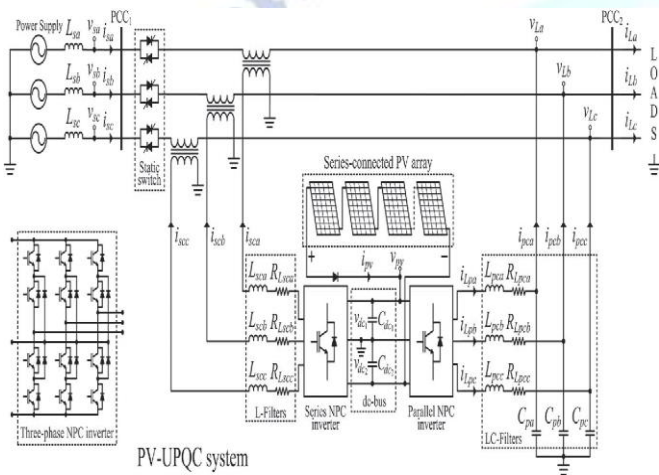 Power Supply
L_sa v_sa i_sa
PCC_1
L_sb v_sb i_sb
L_sc v_sc i_sc
Static
switch
v_La
v_Lb
v_Lc
PCC_2
i_La
i_Lb
i_Lc
L
O
A
D
S
Series-connected PV array
+
−
i_pv
v_pv
i_scc
i_scb
i_sca
i_pca
i_pcb
i_pcc
L_sca R_Lsca
L_scb R_Lscb
L_scc R_Lscc
L-Filters
Series NPC
inverter
v_dc1 C_dc1
v_dc2 C_dc2
dc-bus
Parallel NPC
inverter
i_Lpa
i_Lpb
i_Lpc
L_pca R_Lpca
L_pcb R_Lpcb
L_pcc R_Lpcc
C_pa C_pb C_pc
LC-Filters
Three-phase NPC inverter
PV-UPQC system